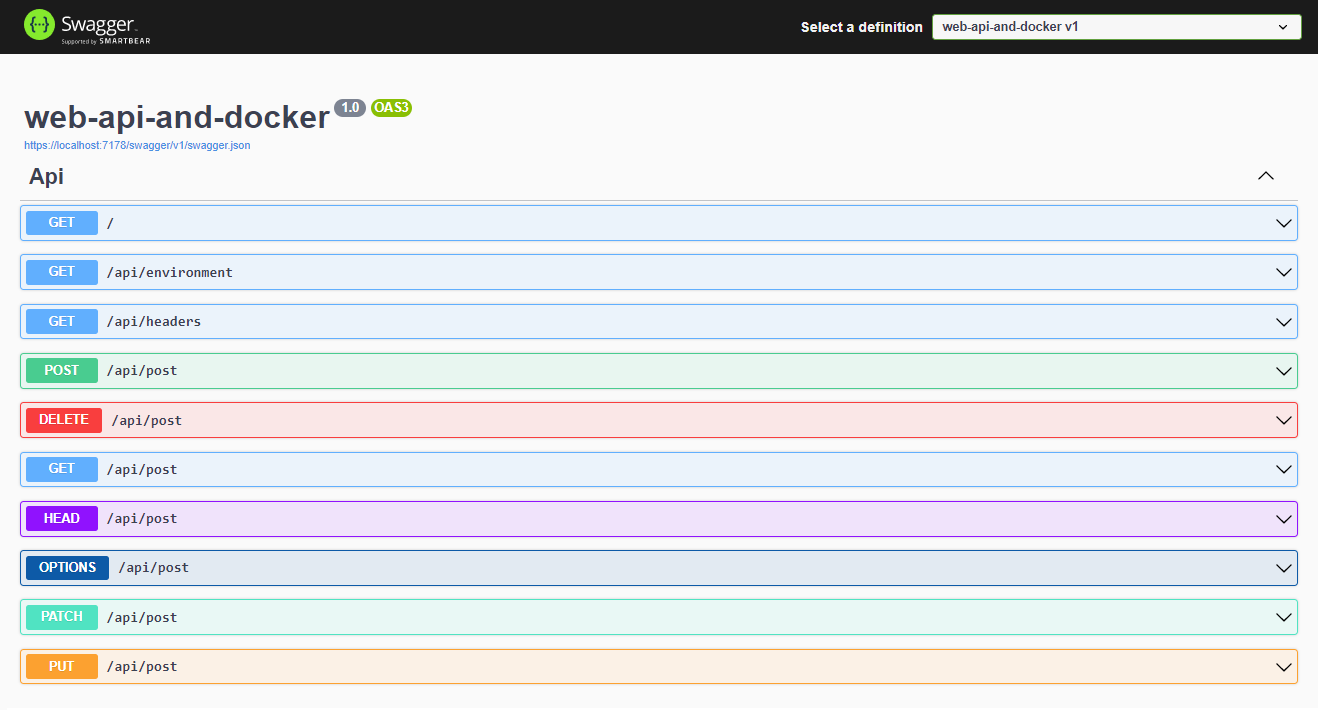 Swagger
Supported by SMARTBEAR
Select a definition
web-api-and-docker v1
web-api-and-docker 1.0 OAS3
https://localhost:7178/swagger/v1/swagger.json
Api
GET /
GET /api/environment
GET /api/headers
POST /api/post
DELETE /api/post
GET /api/post
HEAD /api/post
OPTIONS /api/post
PATCH /api/post
PUT /api/post